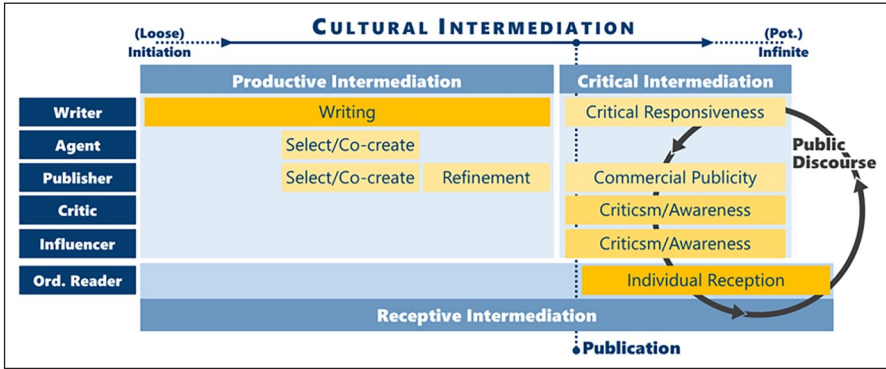 CULTURAL INTERMEDIATION
(Loose)
Initiation
(Pot.)
Infinite
Productive Intermediation
Critical Intermediation
Writer
Writing
Critical Responsiveness
Agent
Select/Co-create
Public
Discourse
Publisher
Select/Co-create
Refinement
Commercial Publicity
Critic
Criticsm/Awareness
Influencer
Criticsm/Awareness
Ord. Reader
Individual Reception
Receptive Intermediation
Publication